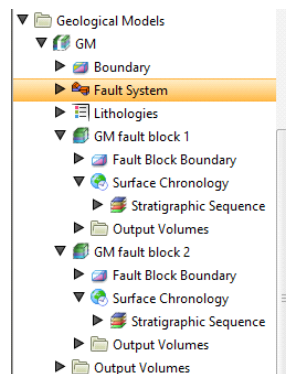 Geological Models
GM
Boundary
Fault System
Lithologies
GM fault block 1
Fault Block Boundary
Surface Chronology
Stratigraphic Sequence
Output Volumes
GM fault block 2
Fault Block Boundary
Surface Chronology
Stratigraphic Sequence
Output Volumes
Output Volumes